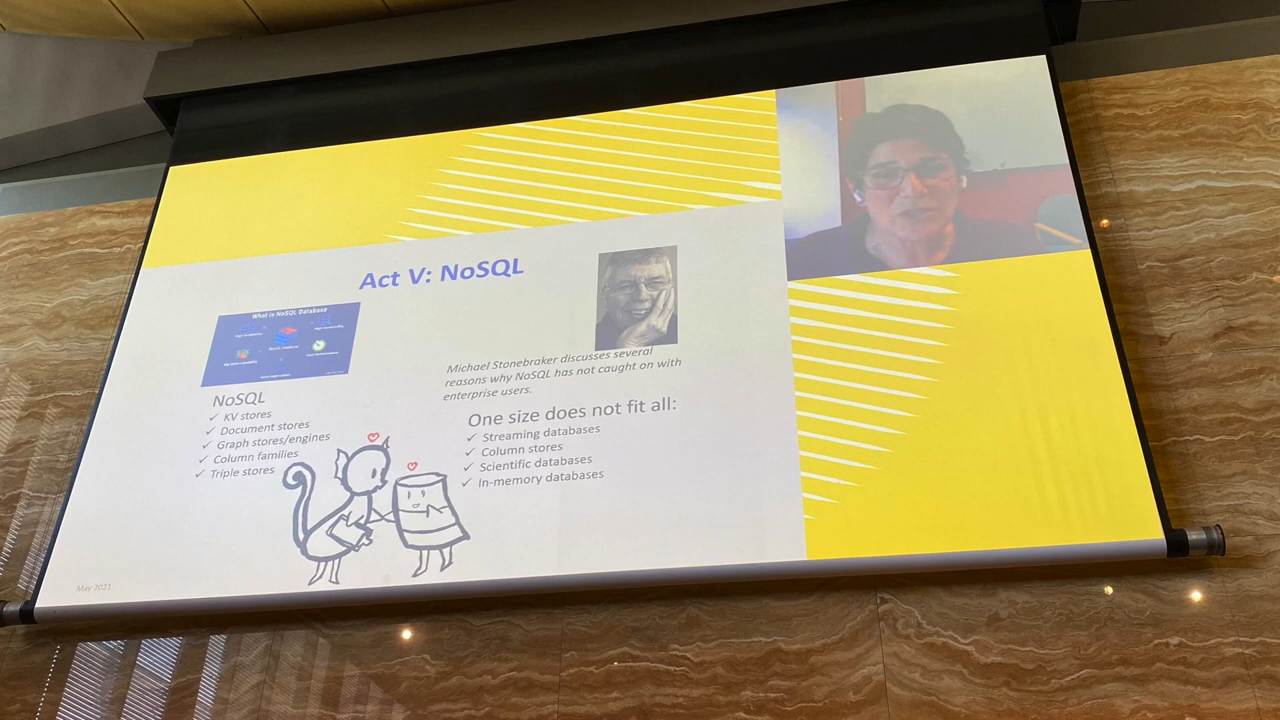 Act V: NoSQL
What is NoSQL Database
NoSQL
✓ KV stores
✓ Document stores
✓ Graph stores/engines
✓ Column families
✓ Triple stores
Michael Stonebraker discusses several
reasons why NoSQL has not caught on with
enterprise users.
One size does not fit all:
✓ Streaming databases
✓ Column stores
✓ Scientific databases
✓ In-memory databases
May 2021